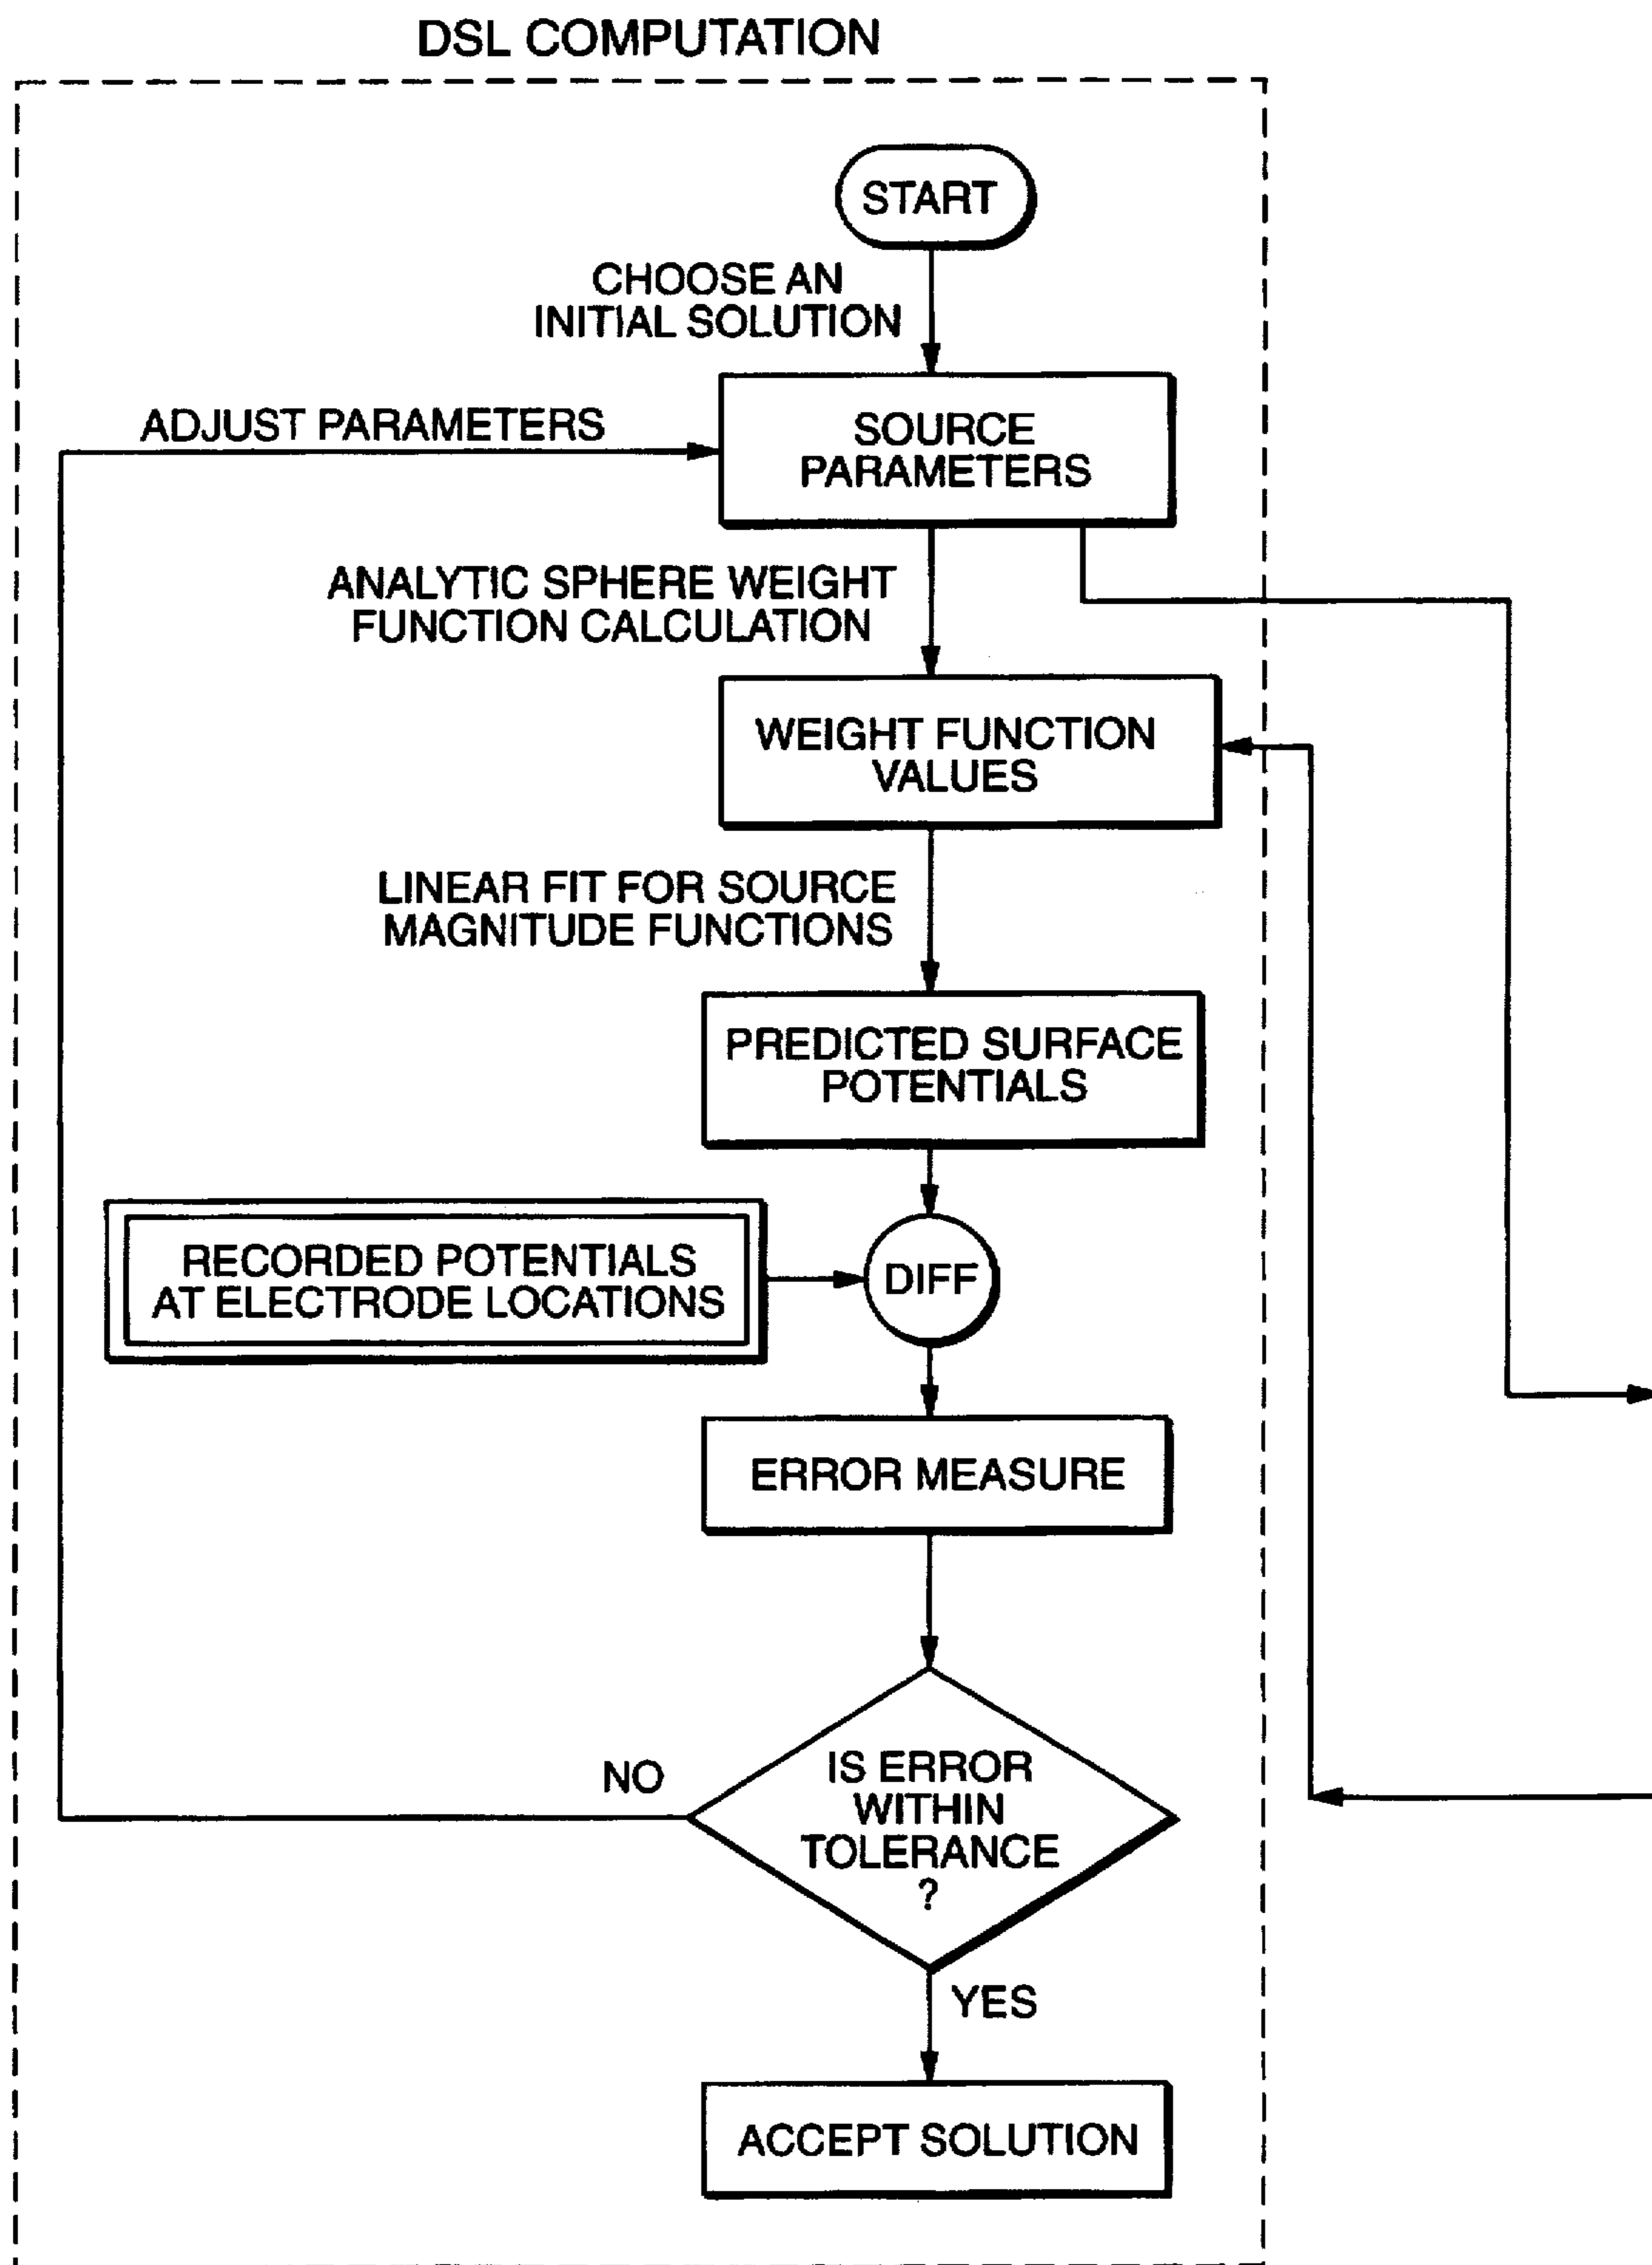 DSL COMPUTATION
START
CHOOSE AN
INITIAL SOLUTION
ADJUST PARAMETERS
SOURCE
PARAMETERS
ANALYTIC SPHERE WEIGHT
FUNCTION CALCULATION
WEIGHT FUNCTION
VALUES
LINEAR FIT FOR SOURCE
MAGNITUDE FUNCTIONS
PREDICTED SURFACE
POTENTIALS
RECORDED POTENTIALS
AT ELECTRODE LOCATIONS
DIFF
ERROR MEASURE
NO
IS ERROR
WITHIN
TOLERANCE
?
YES
ACCEPT SOLUTION